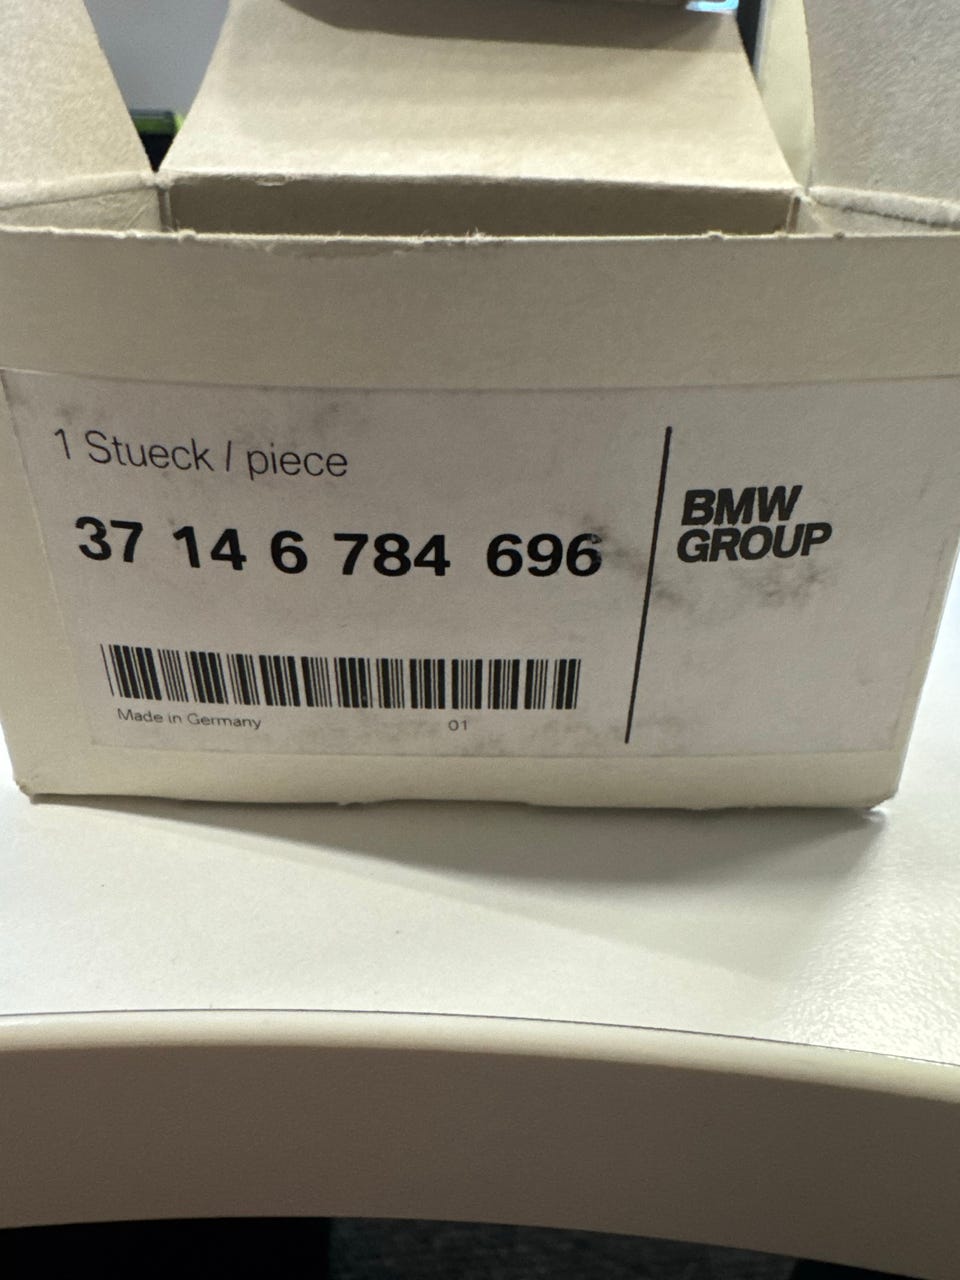 1 Stueck / piece
37 14 6 784 696
Made in Germany 01
BMW
GROUP